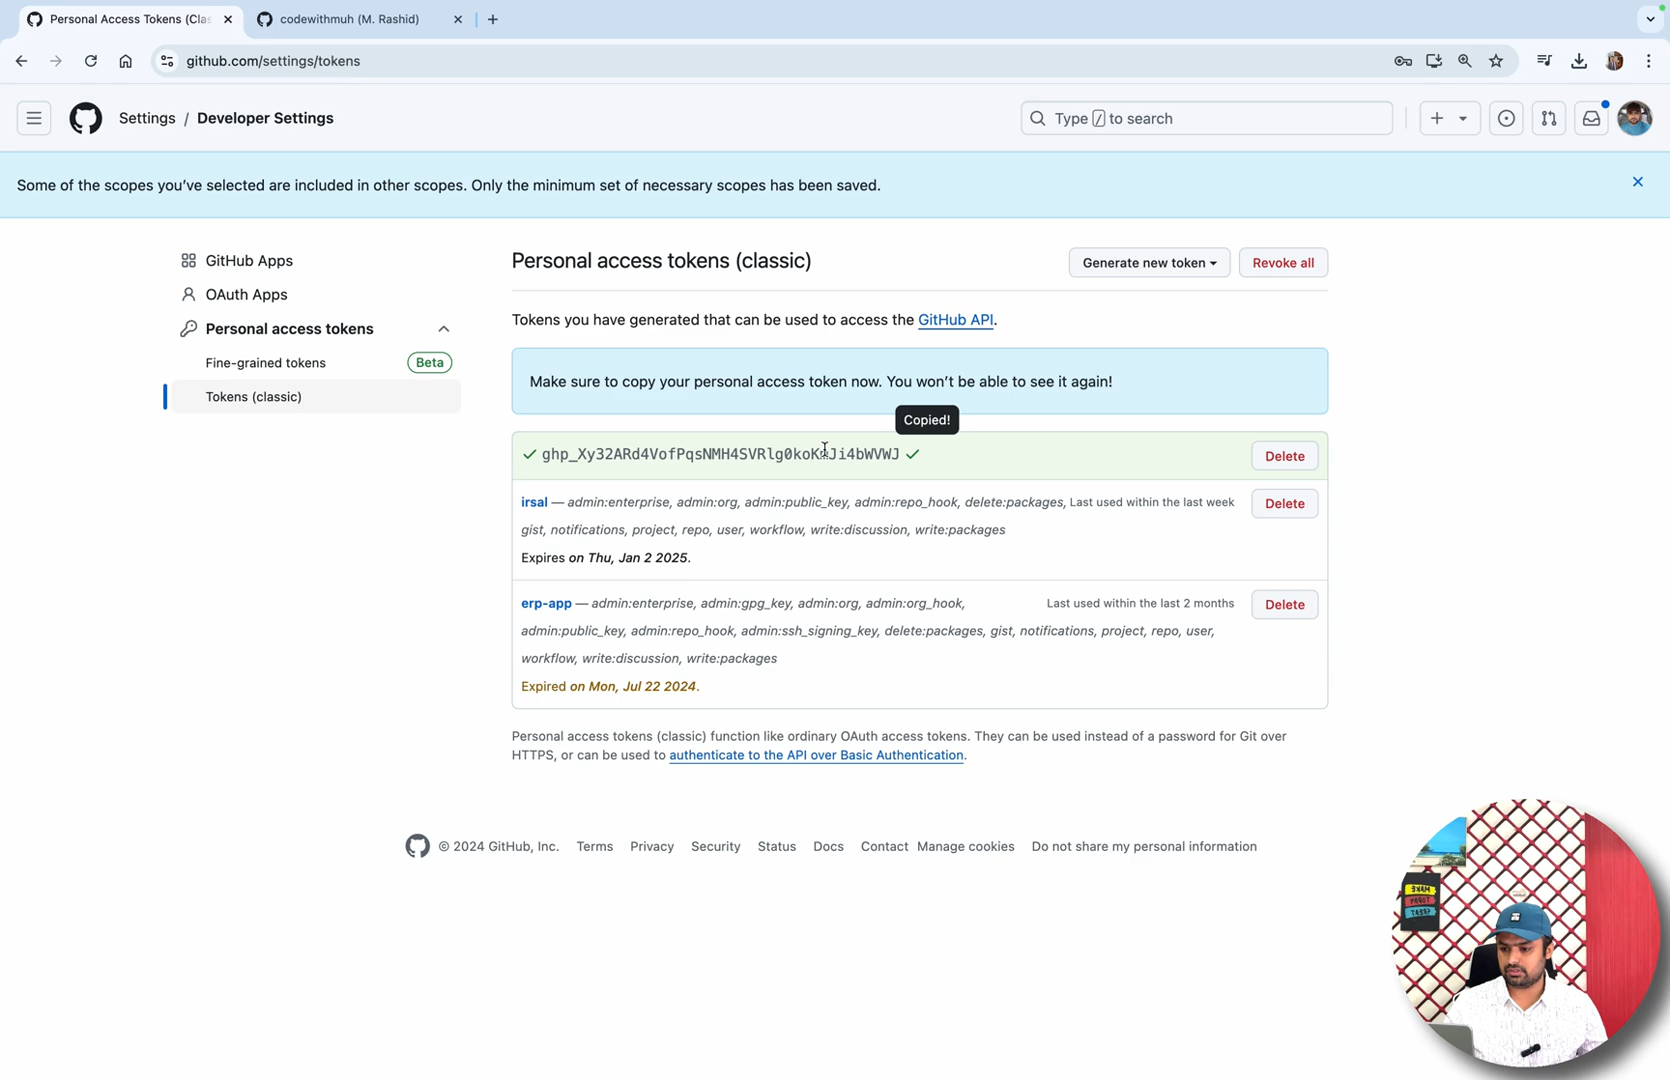 Personal Access Tokens (Clas
codewithmuh (M. Rashid)
github.com/settings/tokens
Settings / Developer Settings
Type / to search
Some of the scopes you’ve selected are included in other scopes. Only the minimum set of necessary scopes has been saved.
GitHub Apps
OAuth Apps
Personal access tokens
Fine-grained tokens Beta
Tokens (classic)
Personal access tokens (classic)
Generate new token
Revoke all
Tokens you have generated that can be used to access the GitHub API.
Make sure to copy your personal access token now. You won’t be able to see it again!
Copied!
Delete
irsal — admin:enterprise, admin:org, admin:public_key, admin:repo_hook, delete:packages, Last used within the last week Delete
gist, notifications, project, repo, user, workflow, write:discussion, write:packages
Expires on Thu, Jan 2 2025.
erp-app — admin:enterprise, admin:gpg_key, admin:org, admin:org_hook, Last used within the last 2 months Delete
admin:public_key, admin:repo_hook, admin:ssh_signing_key, delete:packages, gist, notifications, project, repo, user,
workflow, write:discussion, write:packages
Expired on Mon, Jul 22 2024.
Personal access tokens (classic) function like ordinary OAuth access tokens. They can be used instead of a password for Git over
HTTPS, or can be used to authenticate to the API over Basic Authentication.
© 2024 GitHub, Inc. Terms Privacy Security Status Docs Contact Manage cookies Do not share my personal information